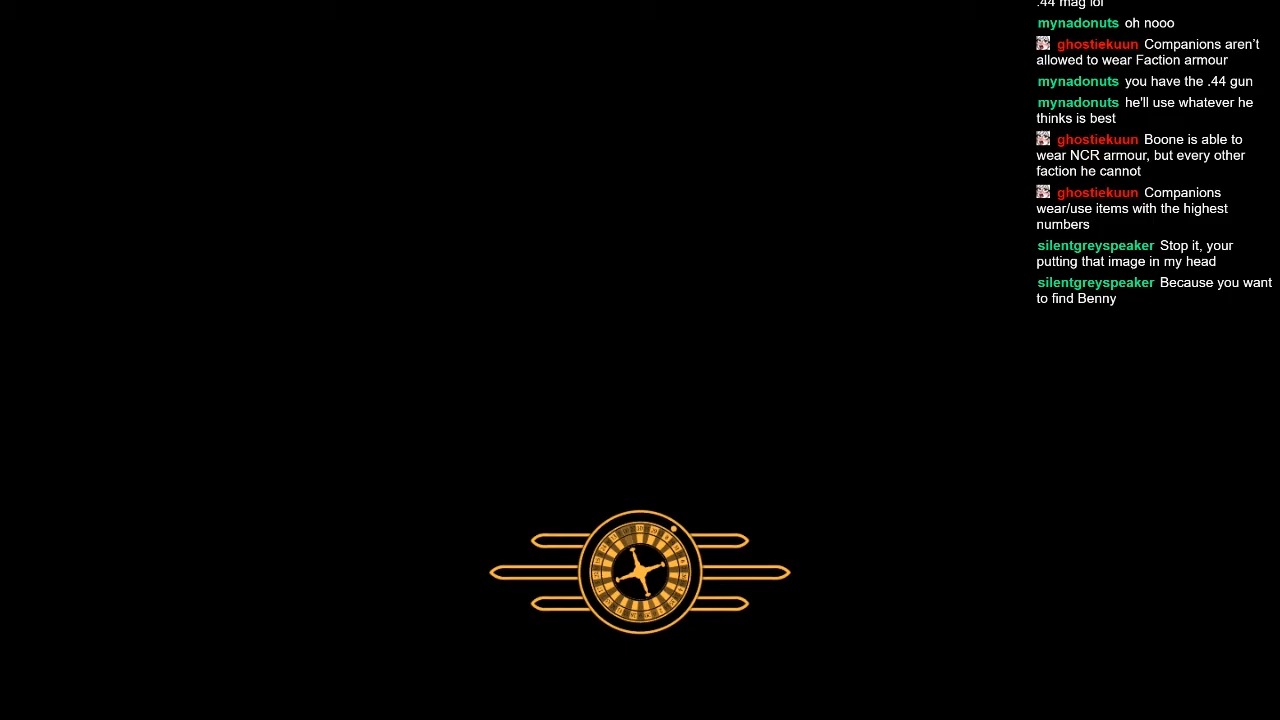 .44 mag lol
mynadonuts oh nooo
ghostiekuun Companions aren't
allowed to wear Faction armour
mynadonuts you have the .44 gun
mynadonuts he'll use whatever he
thinks is best
ghostiekuun Boone is able to
wear NCR armour, but every other
faction he cannot
ghostiekuun Companions
wear/use items with the highest
numbers
silentgreyspeaker Stop it, your
putting that image in my head
silentgreyspeaker Because you want
to find Benny